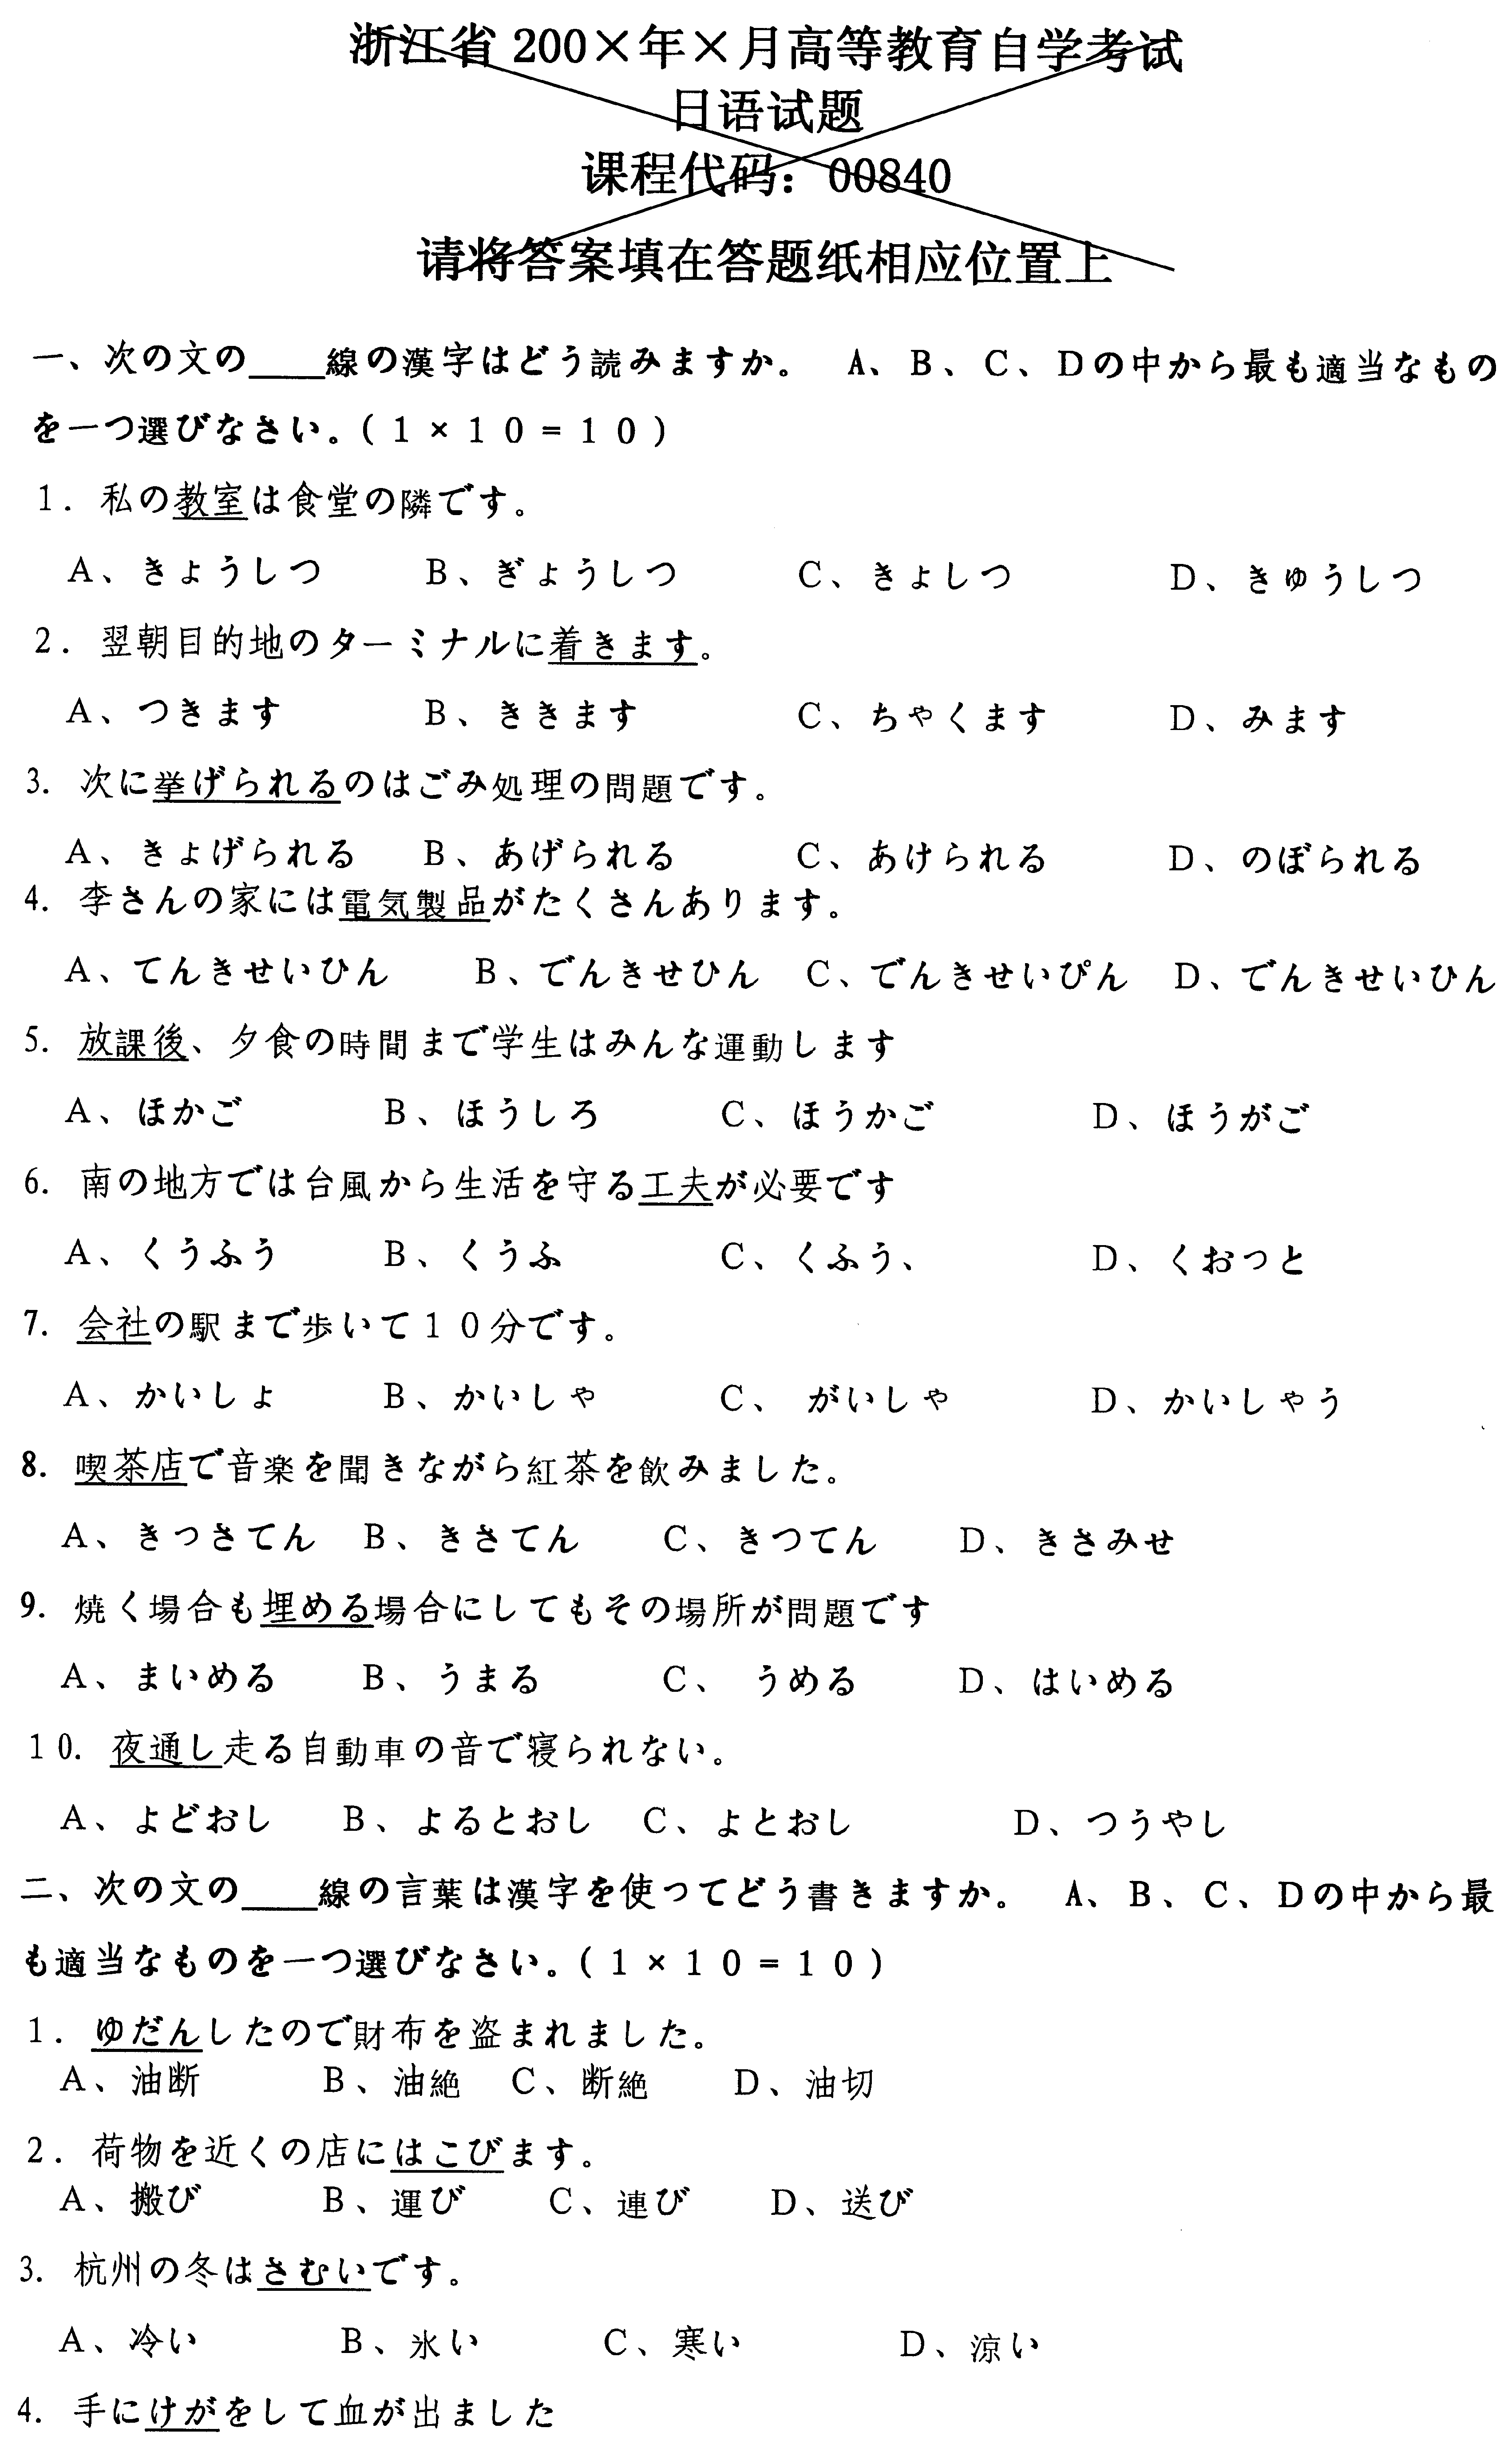 浙江省 200×年×月高等教育自学考试
日语试题
课程代码：00840
请将答案填在答题纸相应位置上
一、次の文の____線の漢字はどう読みますか。 A、B、C、Dの中から最も適当なもの
を一つ選びなさい。(1×10=10)
1. 私の教室は食堂の隣です。
A、きょうしつ B、ぎょうしつ C、きょしつ D、きゅうしつ
2. 翌朝目的地のターミナルに着きます。
A、つきます B、ききます C、ちゃくます D、みます
3. 次に挙げられるのはごみ処理の問題です。
A、きょげられる B、あげられる C、あけられる D、のぼられる
4. 李さんの家には電気製品がたくさんあります。
A、てんきせいひん B、でんきせひん C、でんきせいぴん D、でんきせいひん
5. 放課後、夕食の時間まで学生はみんな運動します
A、ほかご B、ほうしろ C、ほうかご D、ほうがご
6. 南の地方では台風から生活を守る工夫が必要です
A、くうふう B、くうふ C、くふう、 D、くおっと
7. 会社の駅まで歩いて１０分です。
A、かいしょ B、かいしゃ C、 がいしゃ D、かいしゃう
8. 喫茶店で音楽を聞きながら紅茶を飲みました。
A、きっさてん B、きさてん C、きつてん D、きさみせ
9. 焼く場合も埋める場合にしてもその場所が問題です
A、まいめる B、うまる C、 うめる D、はいめる
10. 夜通し走る自動車の音で寝られない。
A、よどおし B、よるとおし C、よとおし D、つうやし
二、次の文の____線の言葉は漢字を使ってどう書きますか。 A、B、C、Dの中から最
も適当なものを一つ選びなさい。(1×10=10)
1. ゆだんしたので財布を盗まれました。
A、油断 B、油絶 C、断絶 D、油切
2. 荷物を近くの店にはこびます。
A、搬び B、運び C、連び D、送び
3. 杭州の冬はさむいです。
A、冷い B、氷い C、寒い D、涼い
4. 手にけがをして血が出ました